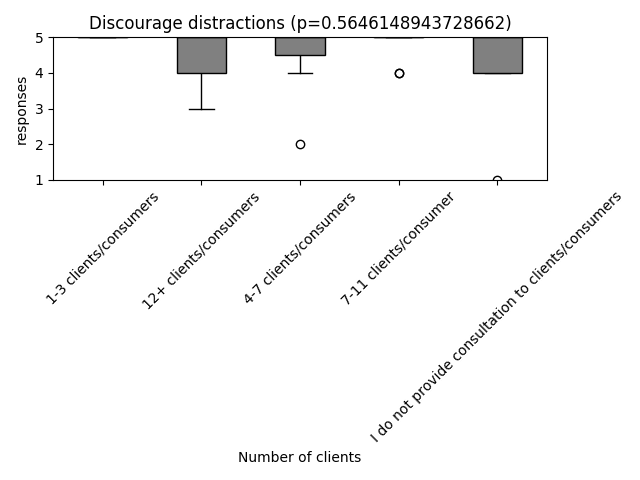 Discourage distractions (p=0.5646148943728662)
responses
5
4
3
2
1
1-3 clients/consumers
12+ clients/consumers
4-7 clients/consumers
7-11 clients/consumer
I do not provide consultation to clients/consumers
Number of clients